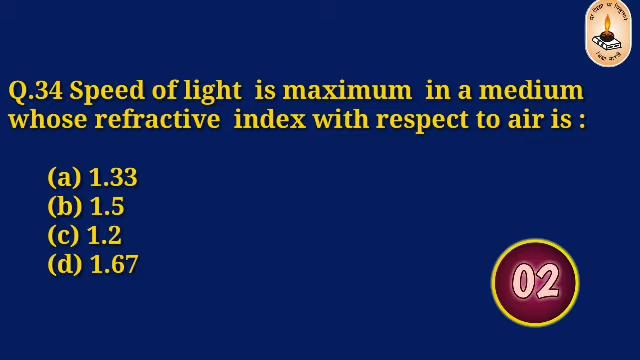 Q.34 Speed of light is maximum in a medium
whose refractive index with respect to air is :
(a) 1.33
(b) 1.5
(c) 1.2
(d) 1.67
02